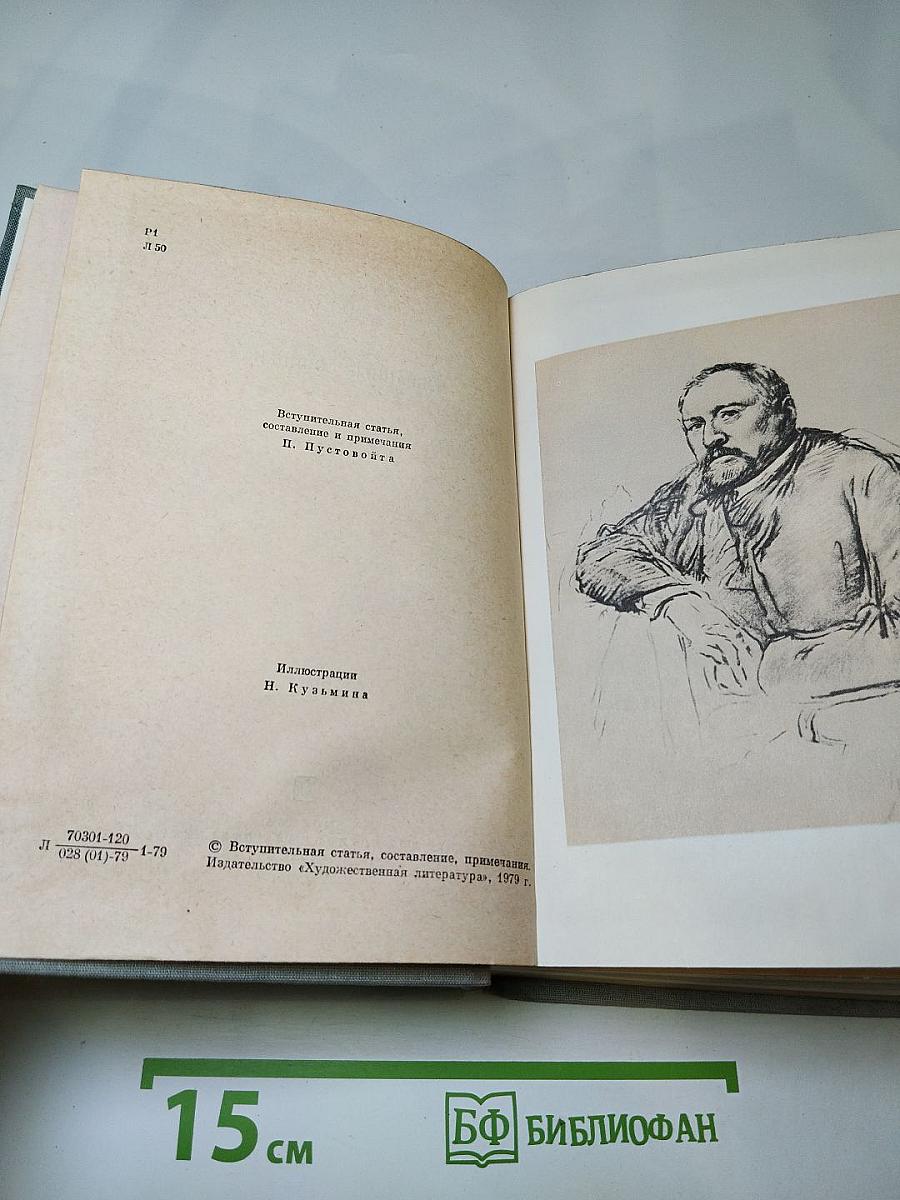 Р1
Л 50
Вступительная статья,
составление и примечания
П. Пустовойта
Иллюстрации
Н. Кузьмина
Л 70301-120
028 (01)-79 1-79
© Вступительная статья, составление, примечания.
Издательство «Художественная литература», 1979 г.
15 см
БФ БИБЛИОФАН